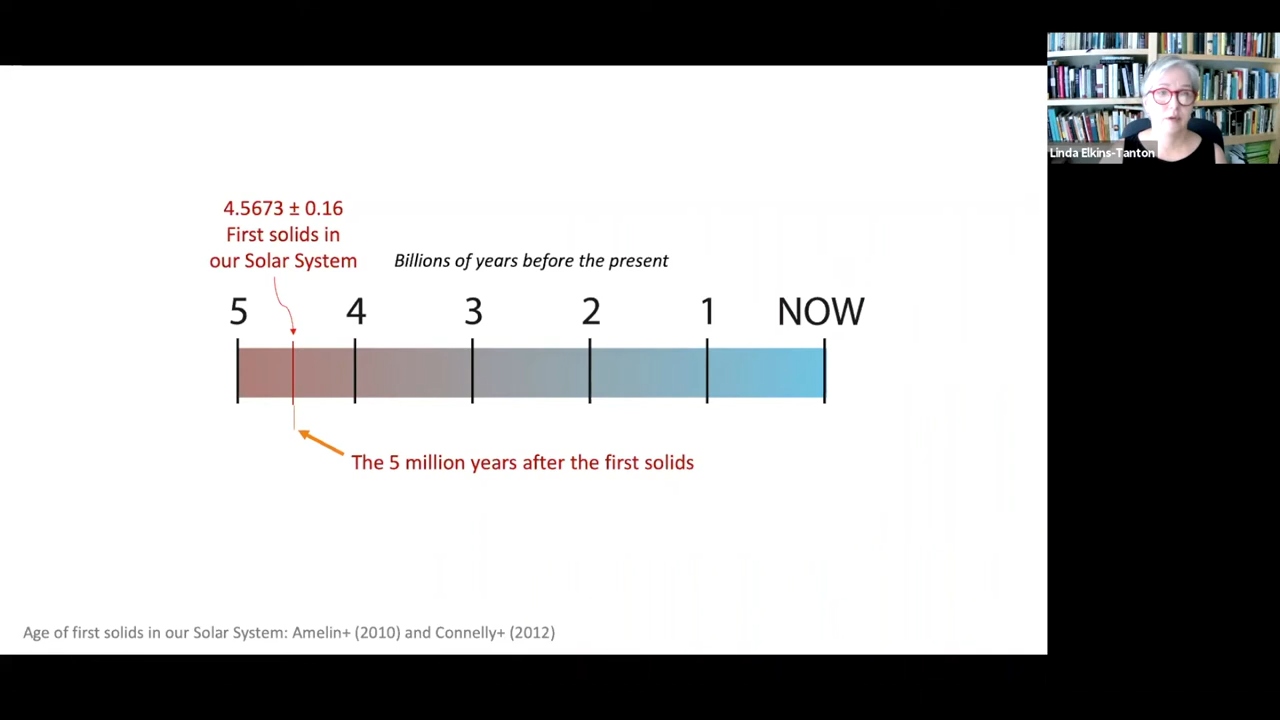 4.5673 ± 0.16
First solids in
our Solar System
Billions of years before the present
5 4 3 2 1 NOW
The 5 million years after the first solids
Age of first solids in our Solar System: Amelin+ (2010) and Connelly+ (2012)
Linda Elkins-Tanton